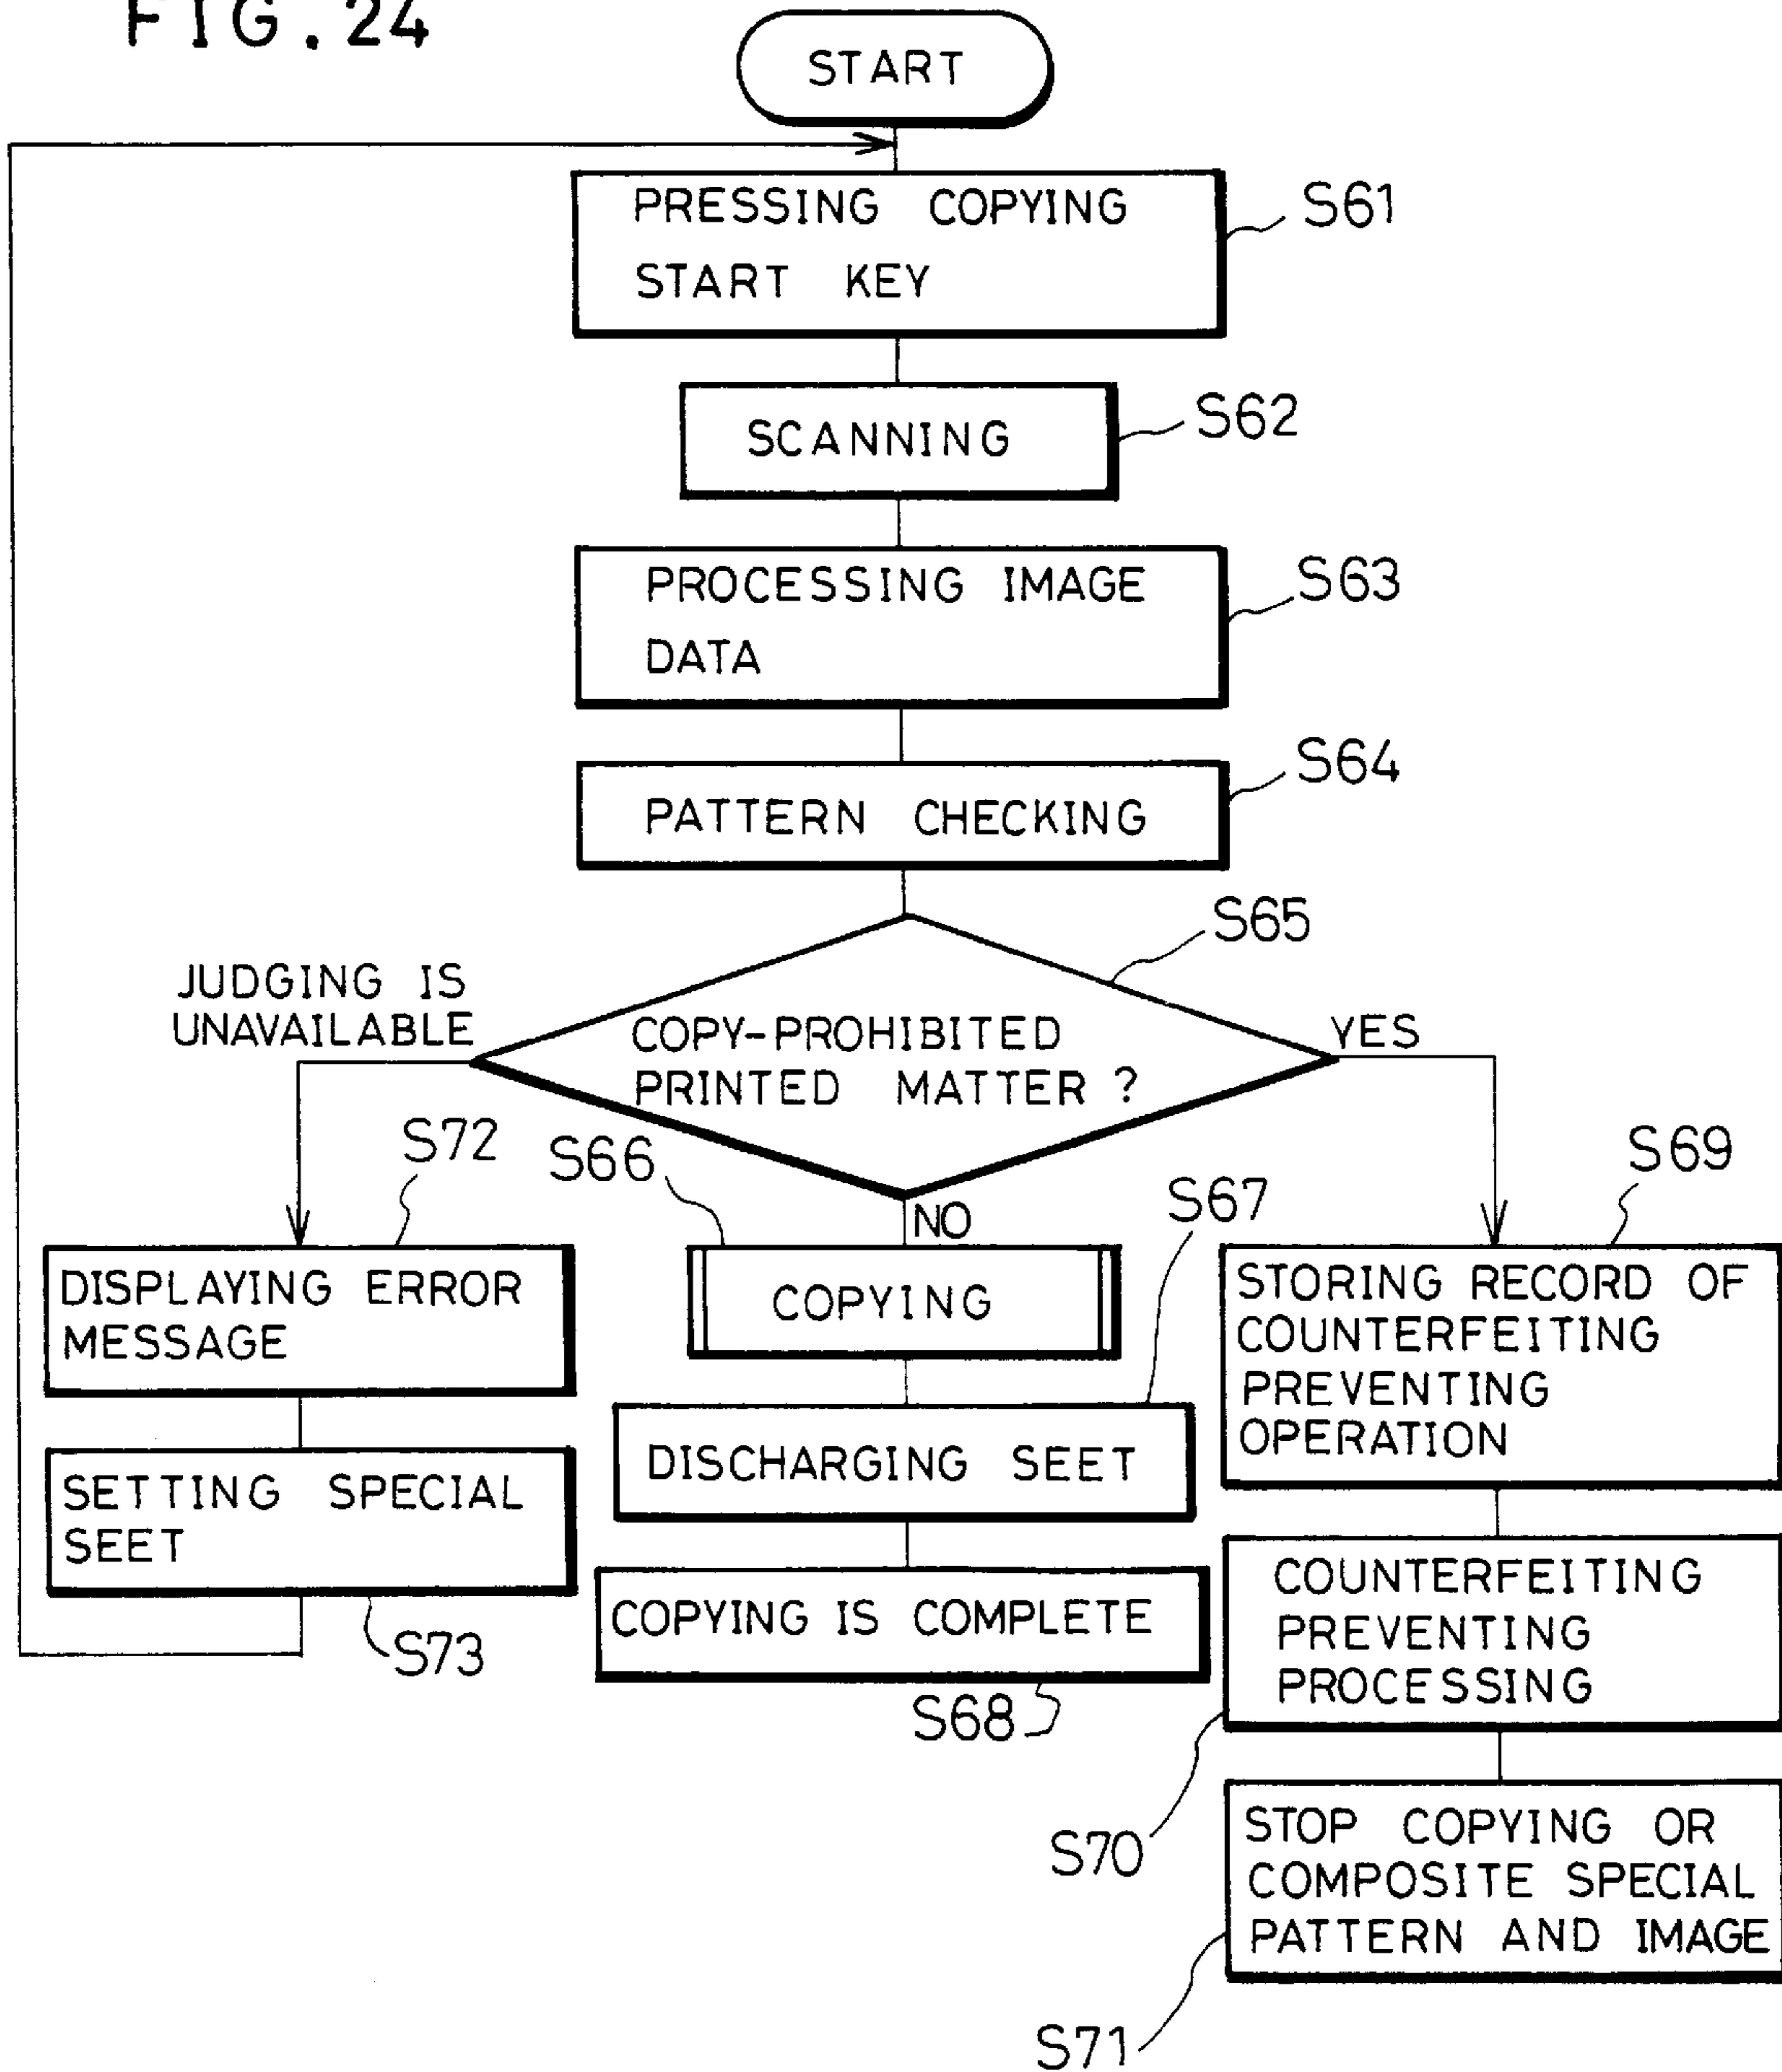 FIG.24
START
PRESSING COPYING
START KEY
S61
SCANNING
S62
PROCESSING IMAGE
DATA
S63
PATTERN CHECKING
S64
COPY-PROHIBITED
PRINTED MATTER ?
S65
JUDGING IS
UNAVAILABLE
YES
NO
S72
DISPLAYING ERROR
MESSAGE
SETTING SPECIAL
SEET
S73
S66
COPYING
S67
DISCHARGING SEET
COPYING IS COMPLETE
S68
S69
STORING RECORD OF
COUNTERFEITING
PREVENTING
OPERATION
COUNTERFEITING
PREVENTING
PROCESSING
S70
STOP COPYING OR
COMPOSITE SPECIAL
PATTERN AND IMAGE
S71